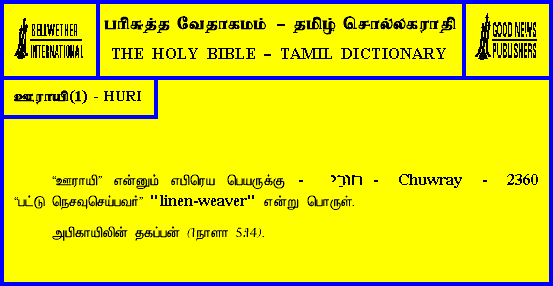 BELLWETHER
INTERNATIONAL
பரிசுத்த வேதாகமம் – தமிழ் சொல்லகராதி
THE HOLY BIBLE – TAMIL DICTIONARY
GOOD NEWS
PUBLISHERS
ஊராயி(1) - HURI
“ஊராயி” என்னும் எபிரெய பெயருக்கு - חוּרִי - Chuwray - 2360
“பட்டு நெசவுசெய்பவர்” "linen-weaver" என்று பொருள்.
அபிகாயிலின் தகப்பன் (1நாளா 5:14).